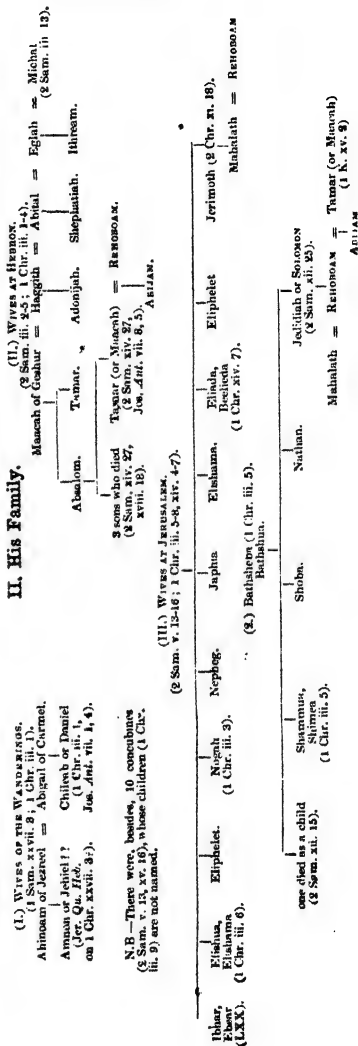 II. His Family.
(I.) WIVES OF THE WANDERINGS.
(1 Sam. xxvii. 3; 1 Chr. iii. 1).
Ahinoam of Jezreel = Abigail of Carmel.
Amnon or Jehiel??
(Jer. Qu. Heb.
on 1 Chr. xxvii. 32).
Chileab or Daniel
(1 Chr. iii. 1,
Jos. Ant. vii. 1, 4).
N.B—There were, besides, 10 concubines
(2 Sam. v. 13, xv. 16), whose children (1 Chr.
iii. 9) are not named.
(II.) WIVES AT HEBRON.
(2 Sam. iii. 2-5; 1 Chr. iii. 1-4).
Maacah of Geshur = Haggith = Abital = Eglah = Michal
(2 Sam. iii 13).
Absalom. Tamar. Adonijah. Shephatiah. Ithream.
3 sons who died
(2 Sam. xiv. 27,
xviii. 18).
Tamar (or Maacah) = REHOBOAM.
(2 Sam. xiv. 27,
Jos. Ant. vii. 8, 5).
ABIJAM.
(III.) WIVES AT JERUSALEM.
(2 Sam. v. 13-16; 1 Chr. iii. 5-8, xiv. 4-7).
Ibhar,
Ebear
(LXX).
Elishua,
Elishama
(1 Chr. iii. 6).
Eliphelet.
Nogah
(1 Chr. iii. 3).
Nepheg.
Japhia
Elishama.
Eliada,
Beeliada
(1 Chr. xiv. 7).
Eliphelet
Jerimoth (2 Chr. xi. 18).
Mahalath = REHOBOAM
(2.) Bathsheba (1 Chr. iii. 5).
Bathshua.
one died as a child
(2 Sam. xii. 15).
Shammua,
Shimea
(1 Chr. iii. 5).
Shoba.
Nathan.
Jedidiah or SOLOMON
(2 Sam. xii. 25).
Mahalath = REHOBOAM = Tamar (or Maacah)
(1 K. xv. 2)
ABIJAM